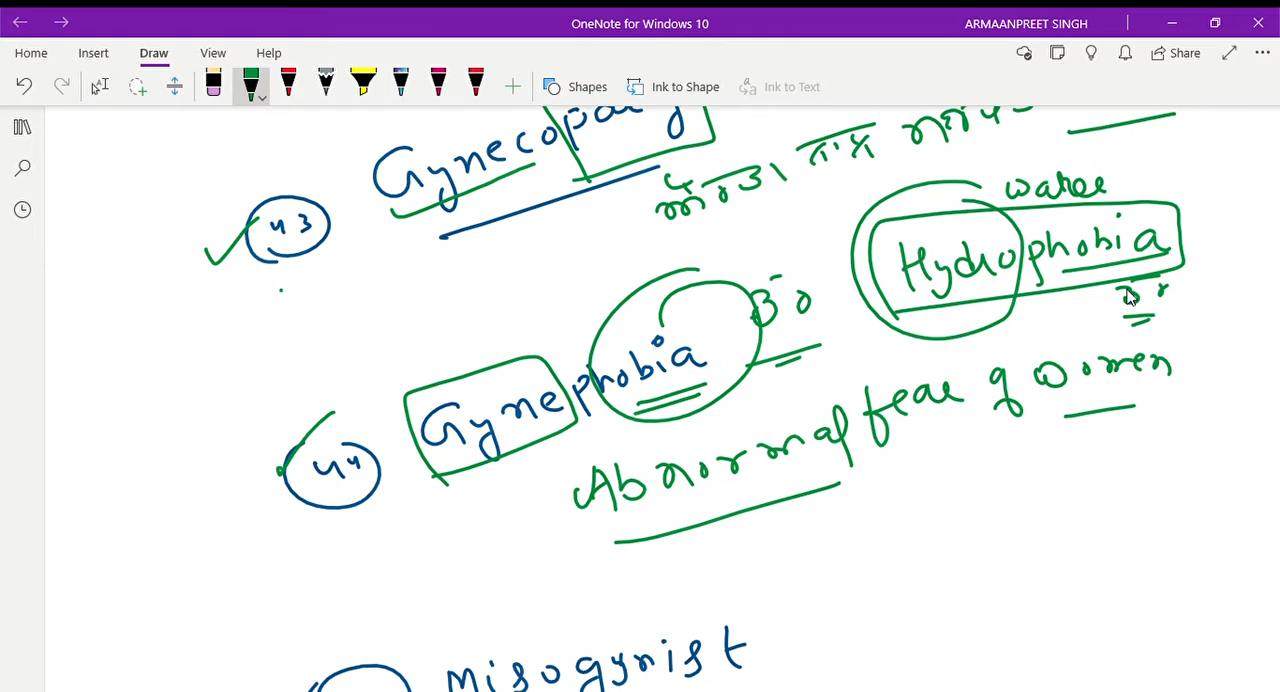 OneNote for Windows 10
ARMAANPREET SINGH
Home Insert Draw View Help
Share
Shapes
Ink to Shape
Ink to Text
water
43
Hydrophobia
44 Gynephobia
Abnormal fear of women
Misogynist